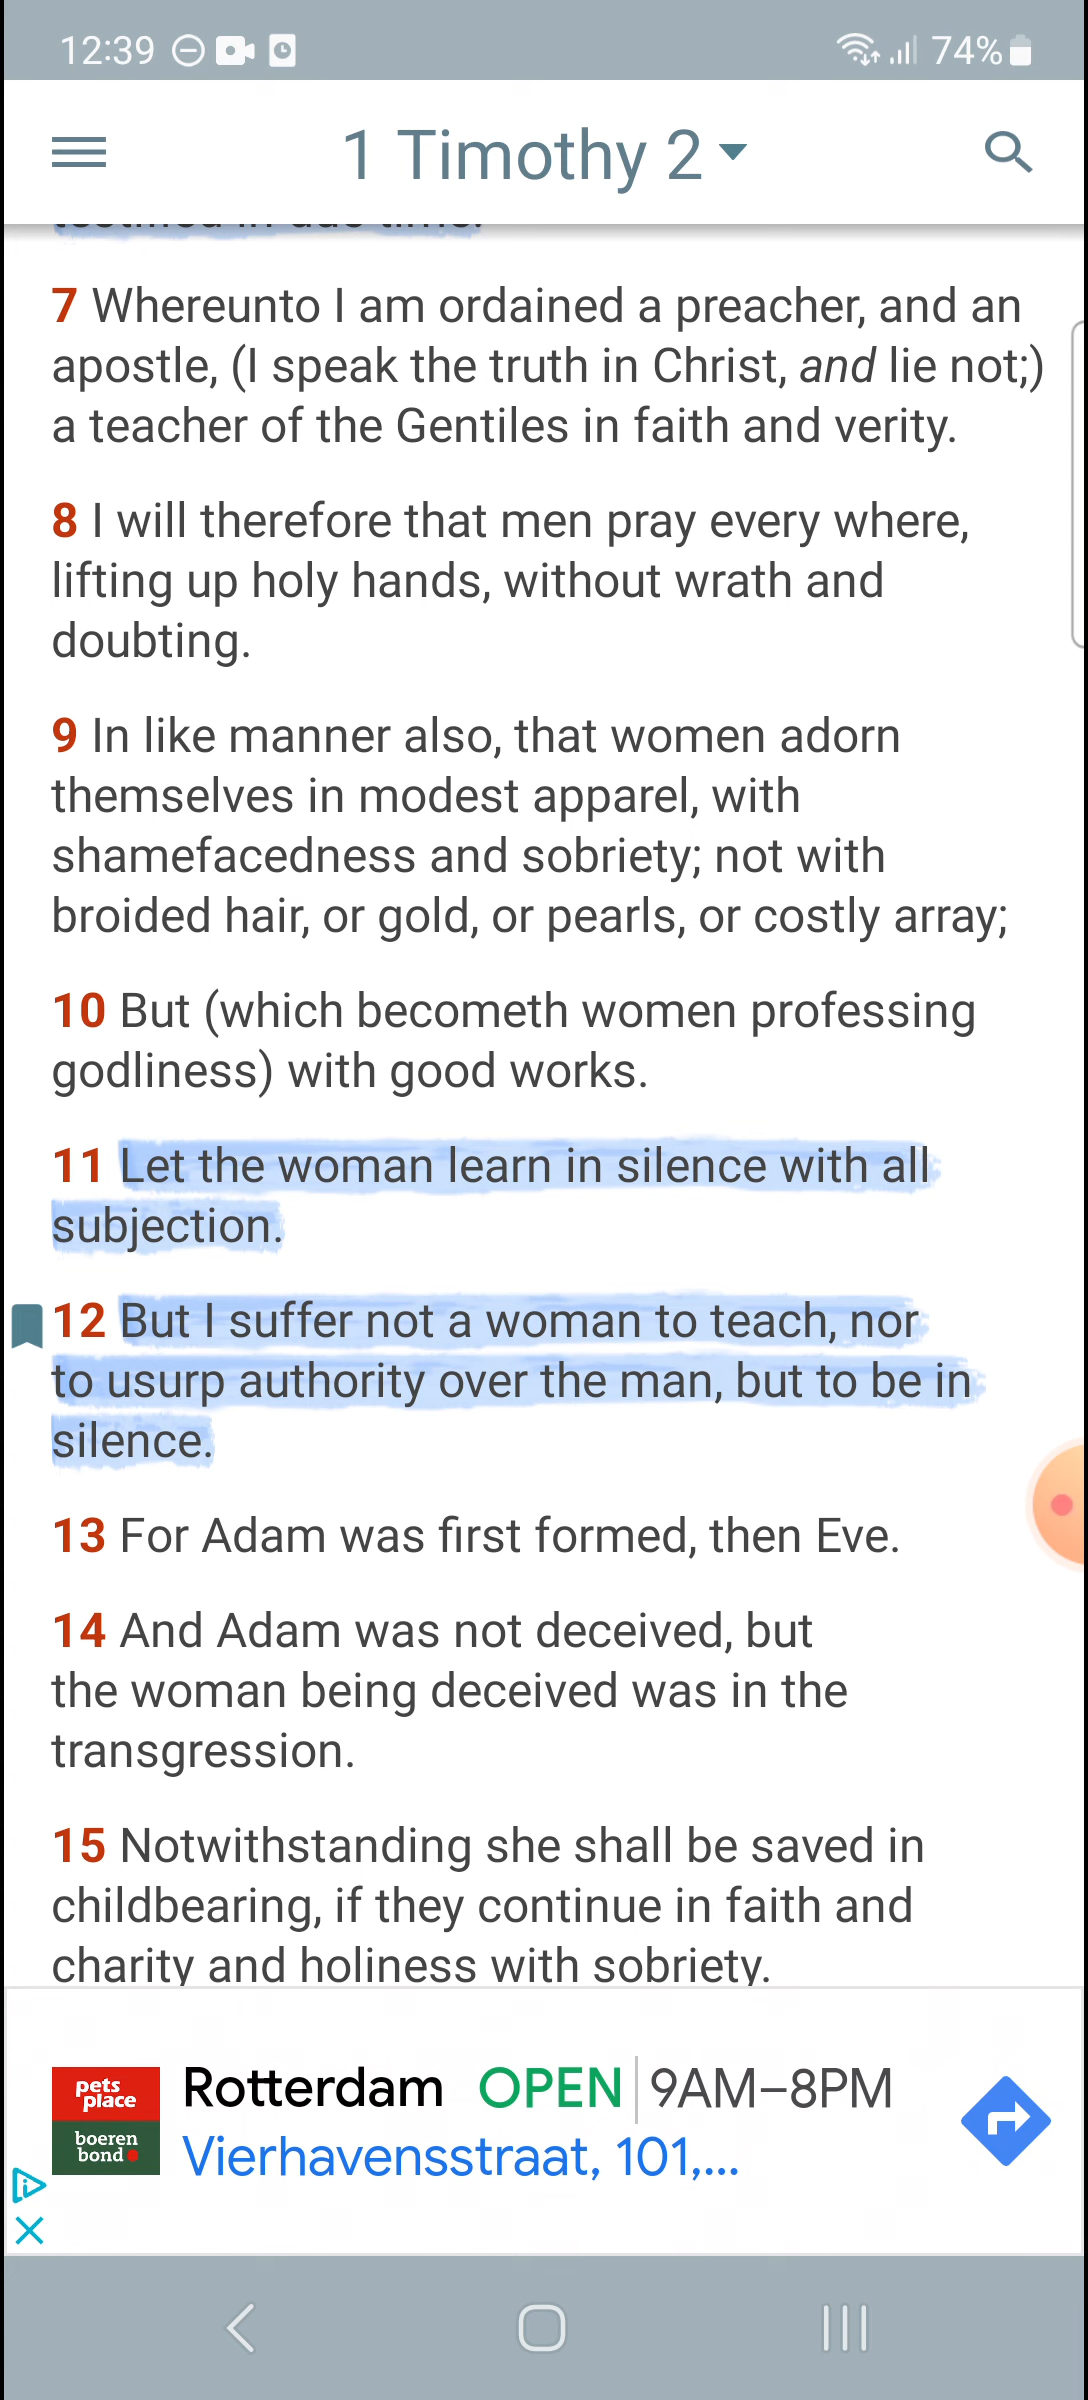 12:39
74%
1 Timothy 2
testified in due time.
7 Whereunto I am ordained a preacher, and an
apostle, (I speak the truth in Christ, and lie not;)
a teacher of the Gentiles in faith and verity.
8 I will therefore that men pray every where,
lifting up holy hands, without wrath and
doubting.
9 In like manner also, that women adorn
themselves in modest apparel, with
shamefacedness and sobriety; not with
broided hair, or gold, or pearls, or costly array;
10 But (which becometh women professing
godliness) with good works.
11 Let the woman learn in silence with all
subjection.
12 But I suffer not a woman to teach, nor
to usurp authority over the man, but to be in
silence.
13 For Adam was first formed, then Eve.
14 And Adam was not deceived, but
the woman being deceived was in the
transgression.
15 Notwithstanding she shall be saved in
childbearing, if they continue in faith and
charity and holiness with sobriety.
pets
place
boeren
bond
Rotterdam OPEN 9AM–8PM
Vierhavensstraat, 101,...